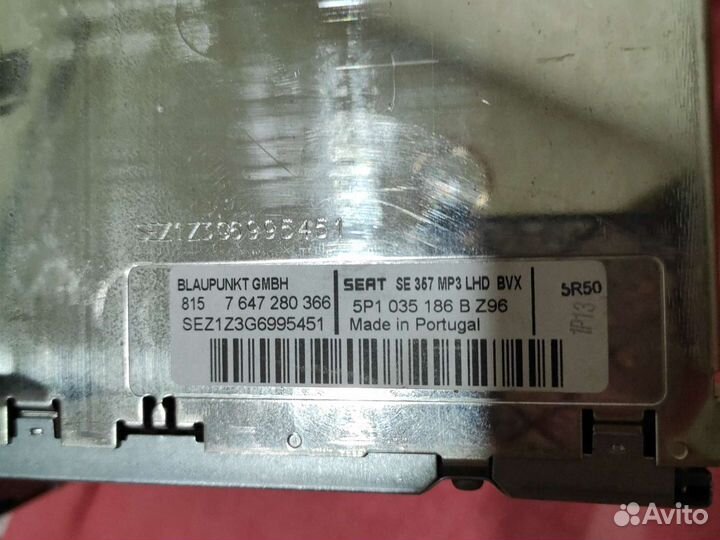 SEZ1Z3G6995451
BLAUPUNKT GMBH
815 7 647 280 366
SEZ1Z3G6995451
SEAT SE 357 MP3 LHD BVX
5P1 035 186 B Z96
Made in Portugal
5R50
1P13
Avito